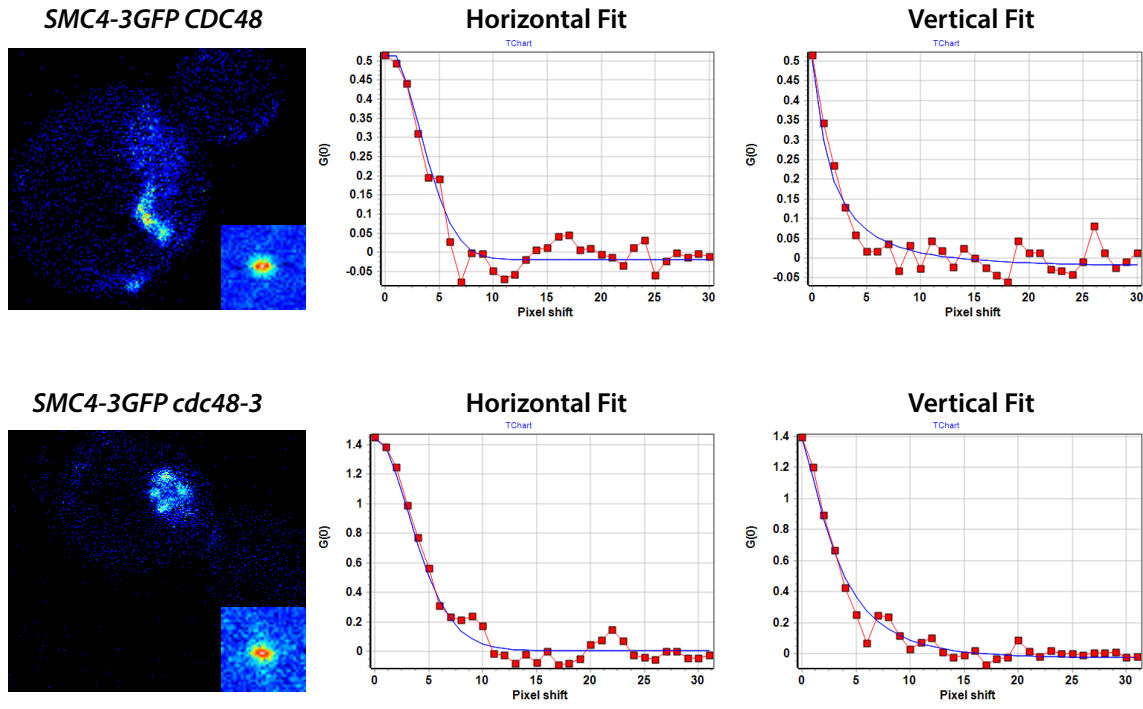 SMC4-3GFP CDC48
Horizontal Fit
Vertical Fit
TChart
0.5
0.45
0.4
0.35
0.3
0.25
0.2
0.15
0.1
0.05
0
-0.05
G(0)
0 5 10 15 20 25 30
Pixel shift
TChart
0.5
0.45
0.4
0.35
0.3
0.25
0.2
0.15
0.1
0.05
0
-0.05
G(0)
0 5 10 15 20 25 30
Pixel shift
SMC4-3GFP cdc48-3
Horizontal Fit
Vertical Fit
TChart
1.4
1.2
1
0.8
0.6
0.4
0.2
0
G(0)
0 5 10 15 20 25 30
Pixel shift
TChart
1.4
1.2
1
0.8
0.6
0.4
0.2
0
G(0)
0 5 10 15 20 25 30
Pixel shift